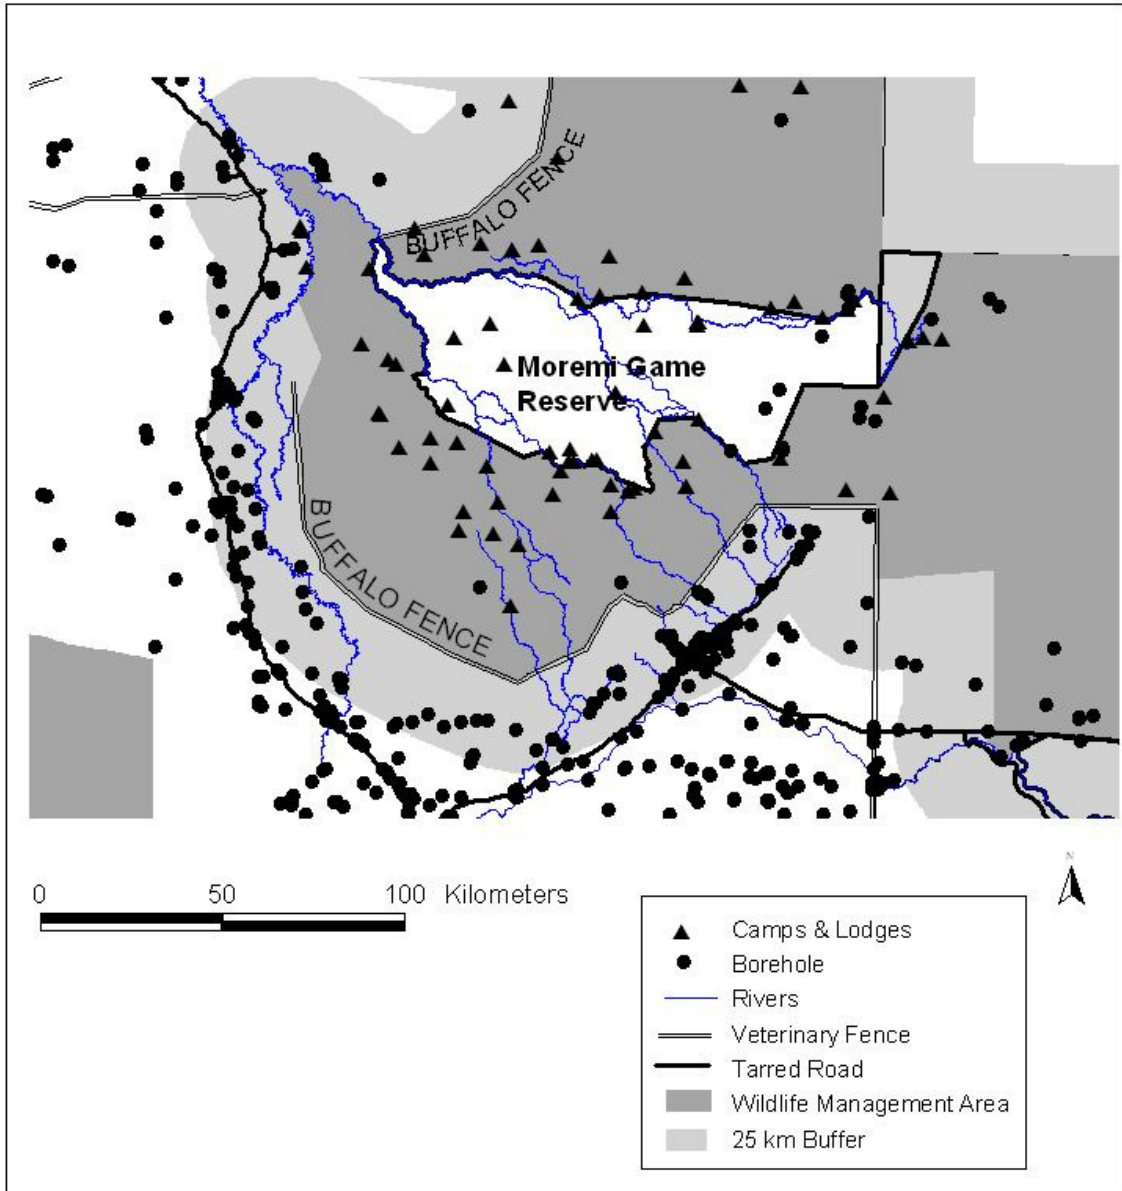 BUFFALO FENCE
Moremi Game
Reserve
BUFFALO FENCE
0 50 100 Kilometers
N
Camps & Lodges
Borehole
Rivers
Veterinary Fence
Tarred Road
Wildlife Management Area
25 km Buffer